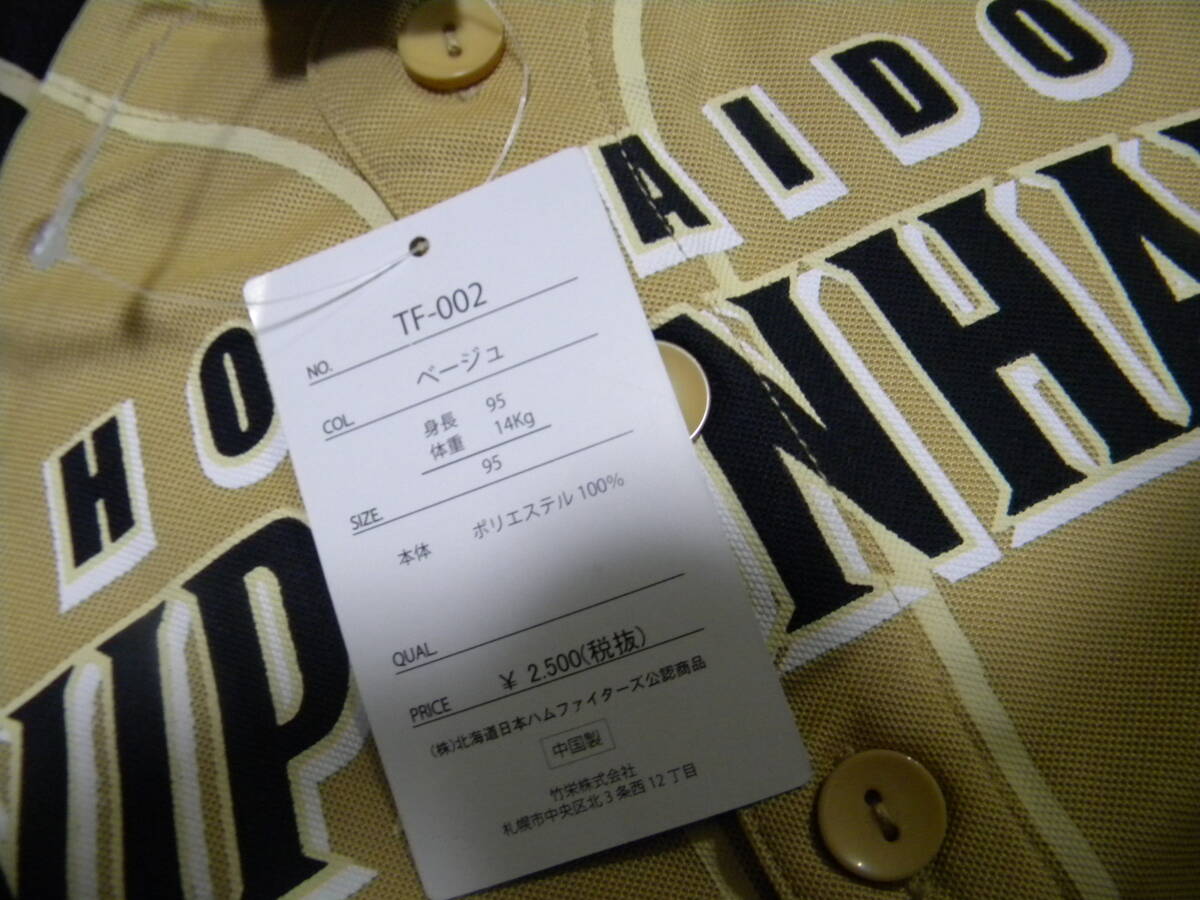 HO AIDO
NIPP NHA
NO. TF-002
COL. ベージュ
身長 95
体重 14Kg
SIZE 95
本体 ポリエステル 100%
QUAL.
PRICE ¥ 2.500(税抜)
(株)北海道日本ハムファイターズ公認商品
中国製
竹栄株式会社
札幌市中央区北3条西12丁目